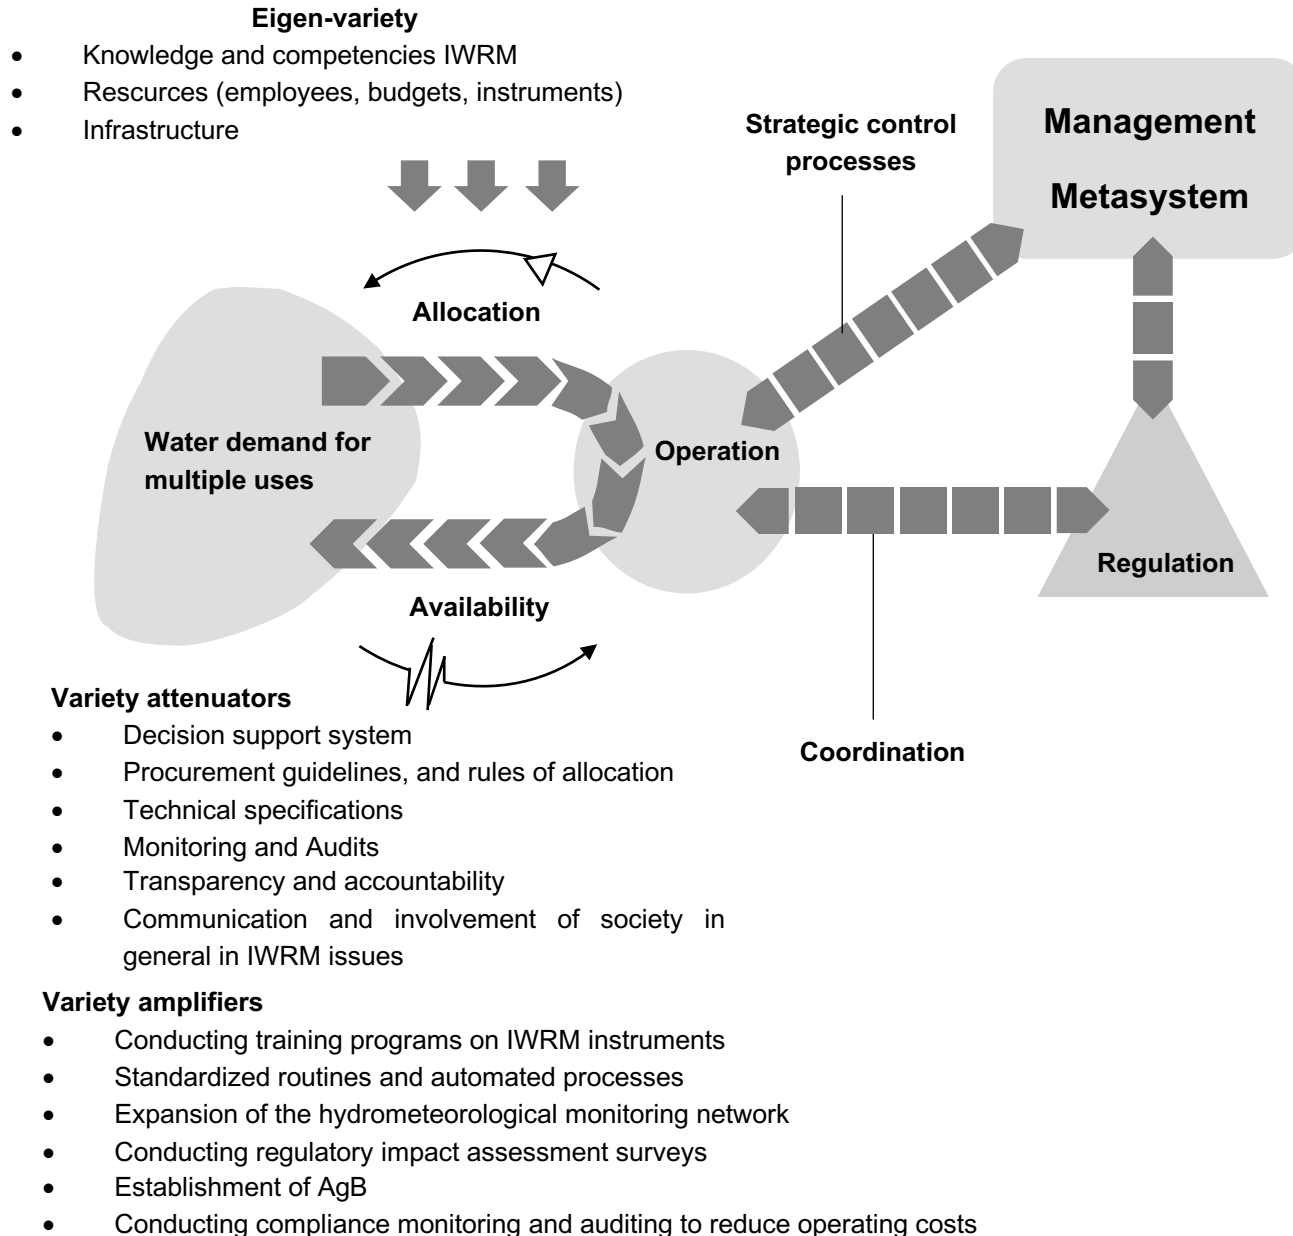 Eigen-variety
• Knowledge and competencies IWRM
• Rescurces (employees, budgets, instruments)
• Infrastructure
Strategic control
processes
Management
Metasystem
Allocation
Water demand for
multiple uses
Operation
Regulation
Availability
Coordination
Variety attenuators
• Decision support system
• Procurement guidelines, and rules of allocation
• Technical specifications
• Monitoring and Audits
• Transparency and accountability
• Communication and involvement of society in
general in IWRM issues
Variety amplifiers
• Conducting training programs on IWRM instruments
• Standardized routines and automated processes
• Expansion of the hydrometeorological monitoring network
• Conducting regulatory impact assessment surveys
• Establishment of AgB
• Conducting compliance monitoring and auditing to reduce operating costs